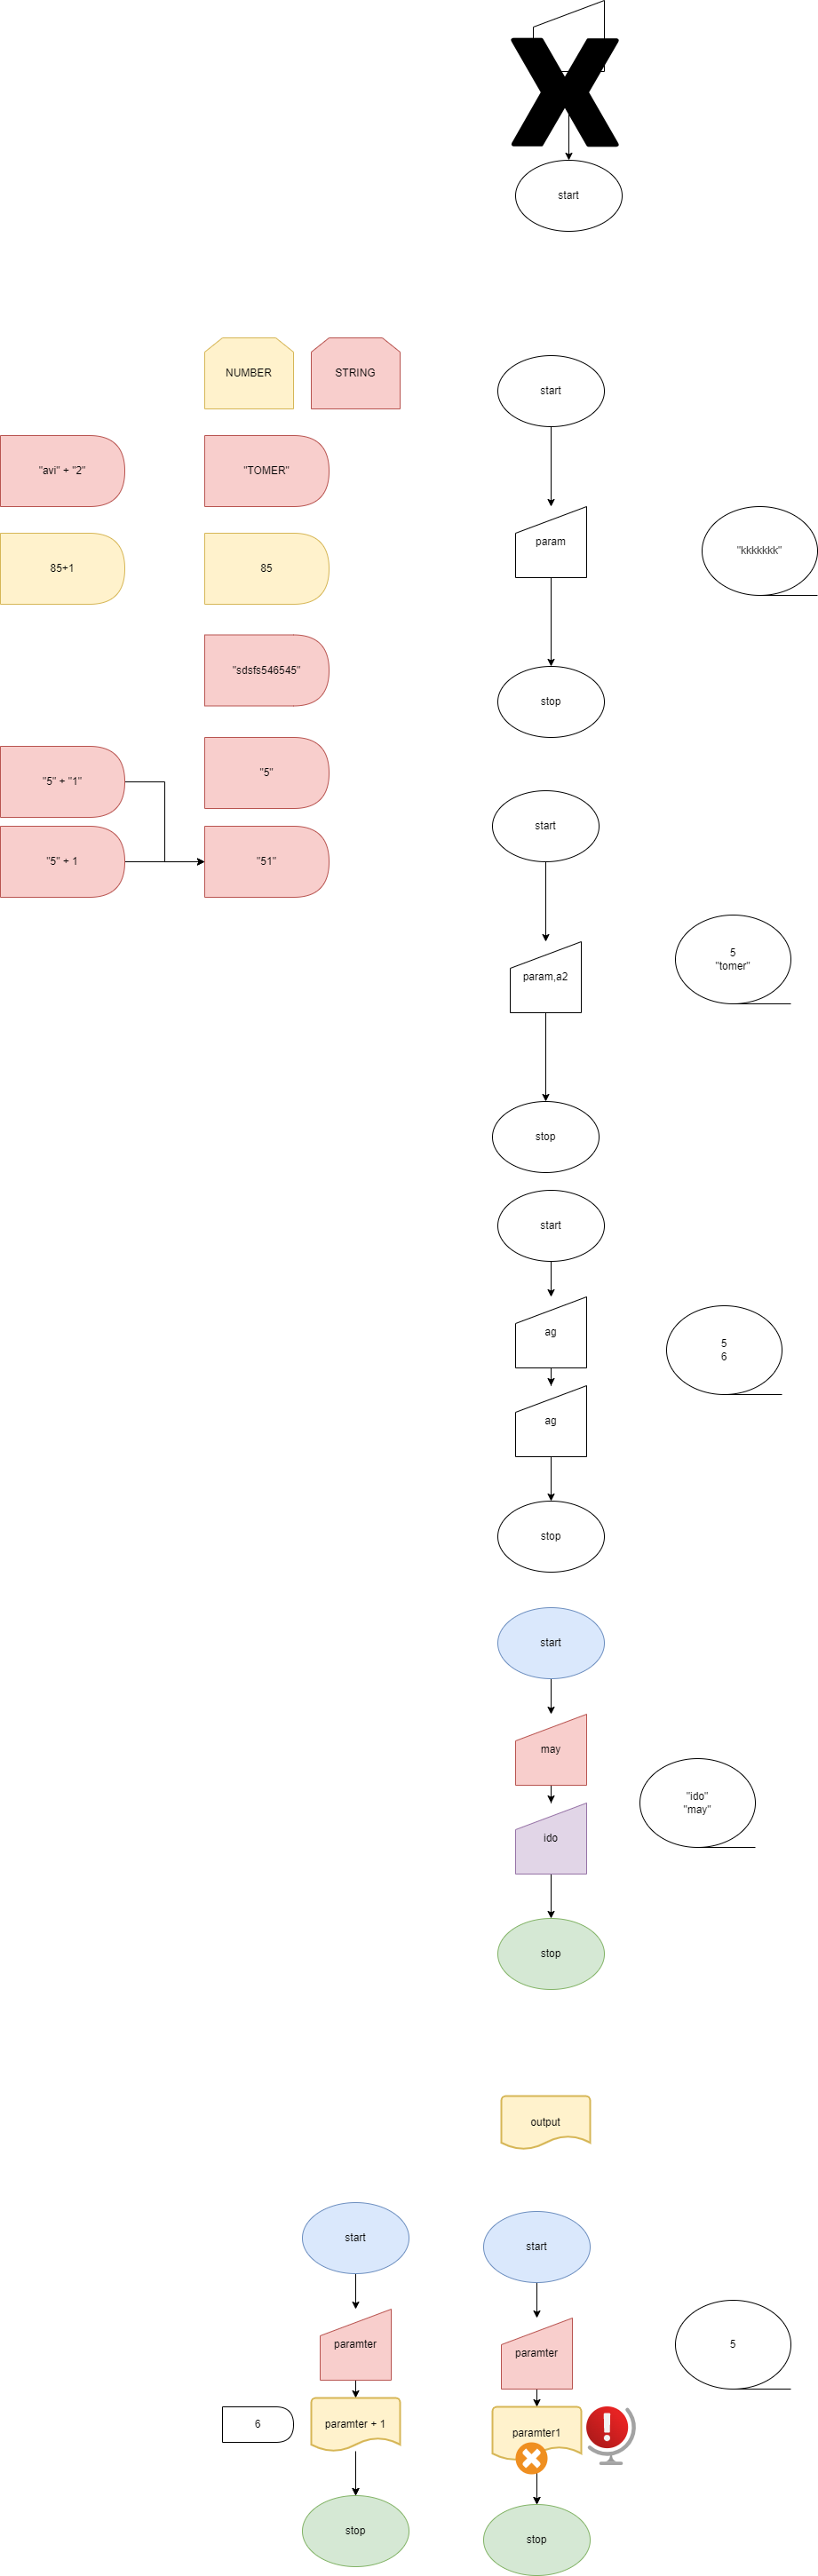 start
NUMBER
STRING
start
"avi" + "2"
"TOMER"
param
"kkkkkkk"
85+1
85
"sdsfs546545"
stop
"5" + "1"
"5"
start
"5" + 1
"51"
5
"tomer"
param,a2
stop
start
ag
5
6
ag
stop
start
may
"ido"
"may"
ido
stop
output
start
start
paramter
paramter
5
6
paramter + 1
paramter1
stop
stop